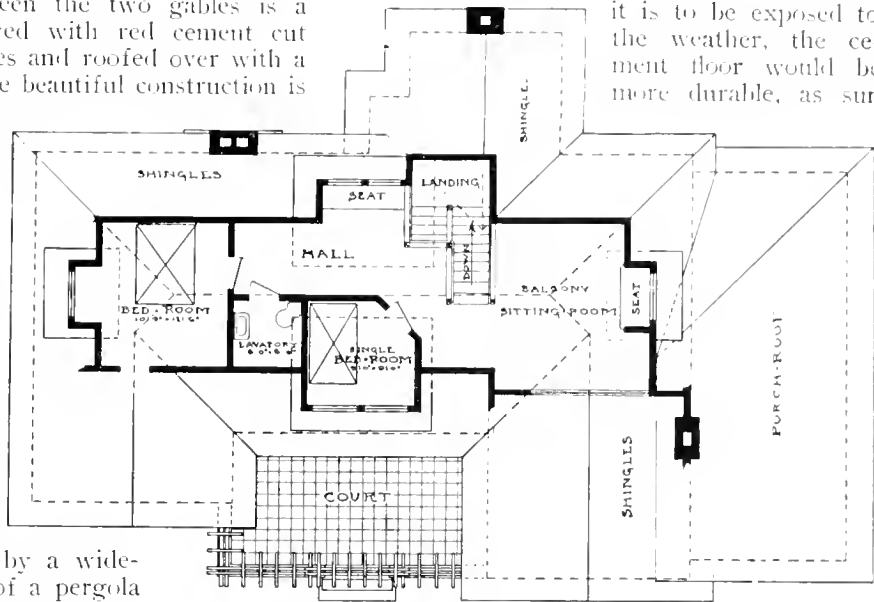 een the two gables is a
red with red cement cut
es and roofed over with a
e beautiful construction is
it is to be exposed to
the weather, the ce-
ment floor would be
more durable, as sur
SHINGLE
SHINGLES
LANDING
SEAT
HALL
DOWN
BALCONY
SITTING ROOM
SEAT
BED·ROOM
LAVATORY
SINGLE
BED·ROOM
PORCH·ROOF
SHINGLES
COURT
by a wide-
of a pergola